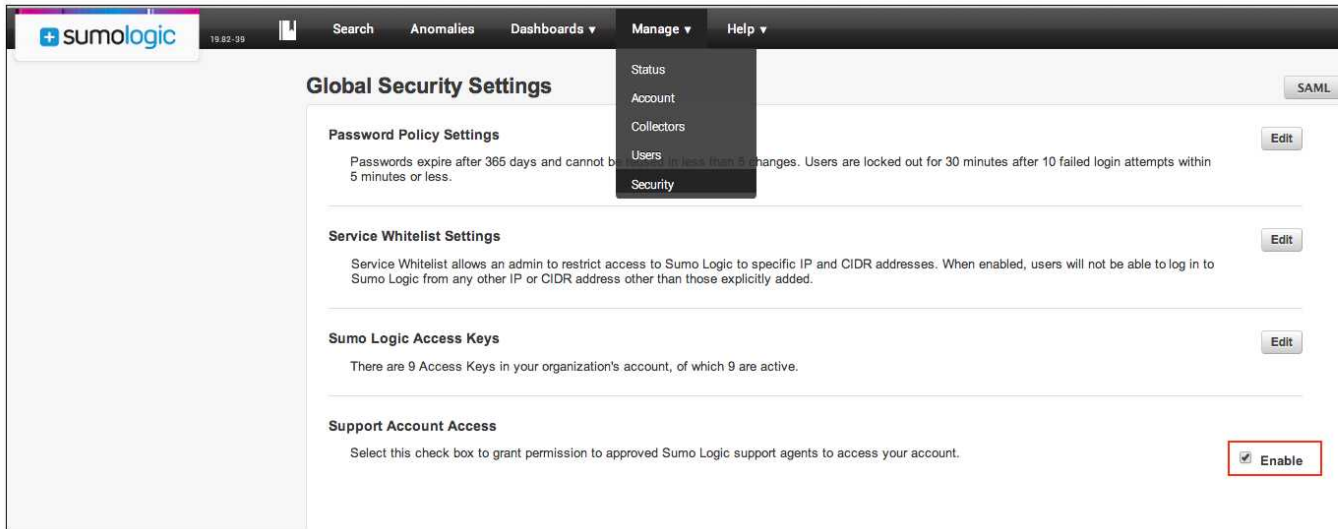 sumologic
19.82-39
Search Anomalies Dashboards ▾ Manage ▾ Help ▾
Status
Account
Collectors
Users
Security
Global Security Settings
SAML
Password Policy Settings
Edit
Passwords expire after 365 days and cannot be reused in less than 5 changes. Users are locked out for 30 minutes after 10 failed login attempts within
5 minutes or less.
Service Whitelist Settings
Edit
Service Whitelist allows an admin to restrict access to Sumo Logic to specific IP and CIDR addresses. When enabled, users will not be able to log in to
Sumo Logic from any other IP or CIDR address other than those explicitly added.
Sumo Logic Access Keys
Edit
There are 9 Access Keys in your organization's account, of which 9 are active.
Support Account Access
Select this check box to grant permission to approved Sumo Logic support agents to access your account.
Enable